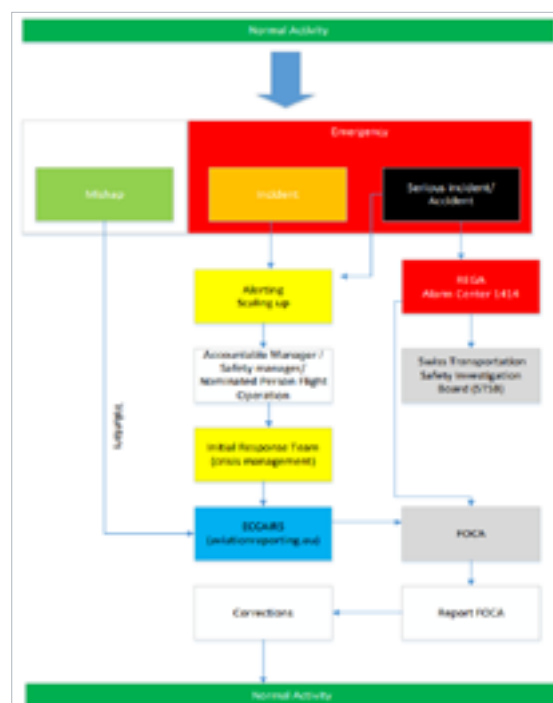 Normal Activity
Emergency
Mishap
Incident
Serious incident/
Accident
Alerting
Scaling up
REGA
Alarm Center 1414
Accountable Manager /
Safety manager/
Nominated Person Flight
Operation
Swiss Transportation
Safety Investigation
Board (STSB)
Initial Response Team
(crisis management)
ECCAIRS
(aviationreporting.eu)
FOCA
Corrections
Report FOCA
Normal Activity